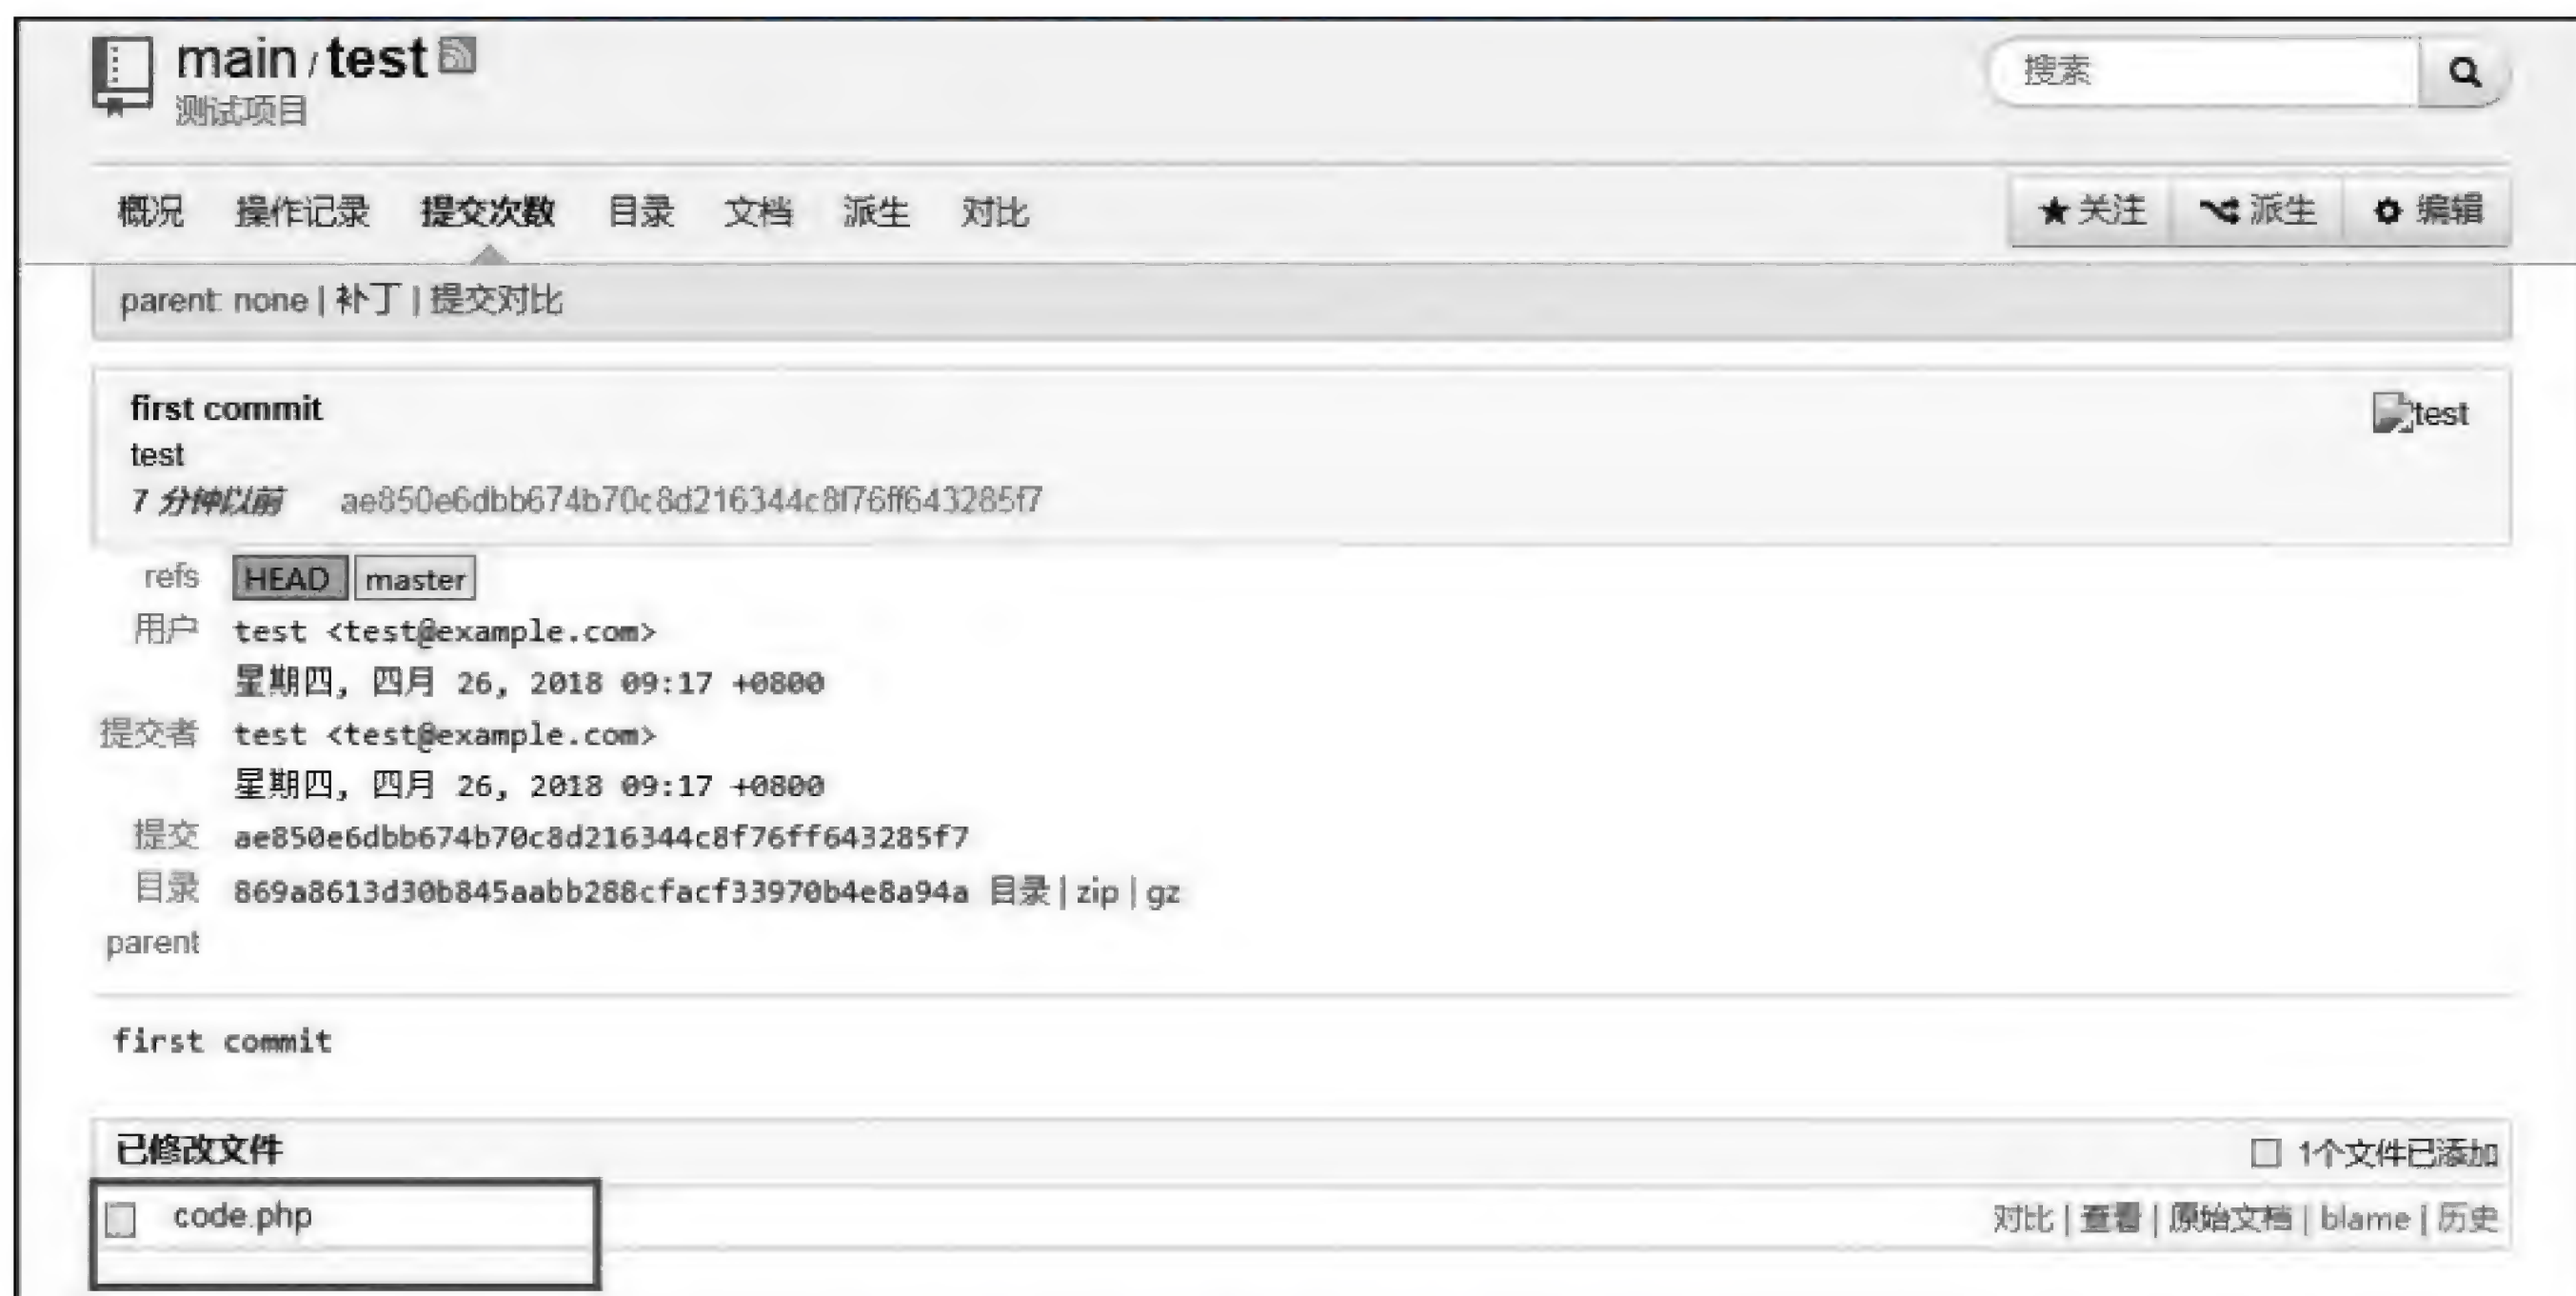 main / test
测试项目
搜索
概况 操作记录 提交次数 目录 文档 派生 对比 关注 派生 编辑
parent: none | 补丁 | 提交对比
first commit test
test
7 分钟以前 ae850e6dbb674b70c8d216344c8f76ff643285f7
refs HEAD master
用户 test <test@example.com>
星期四, 四月 26, 2018 09:17 +0800
提交者 test <test@example.com>
星期四, 四月 26, 2018 09:17 +0800
提交 ae850e6dbb674b70c8d216344c8f76ff643285f7
目录 869a8613d30b845aabb288cfacf33970b4e8a94a 目录 | zip | gz
parent
first commit
已修改文件 1个文件已添加
code.php 对比 | 查看 | 原始文档 | blame | 历史